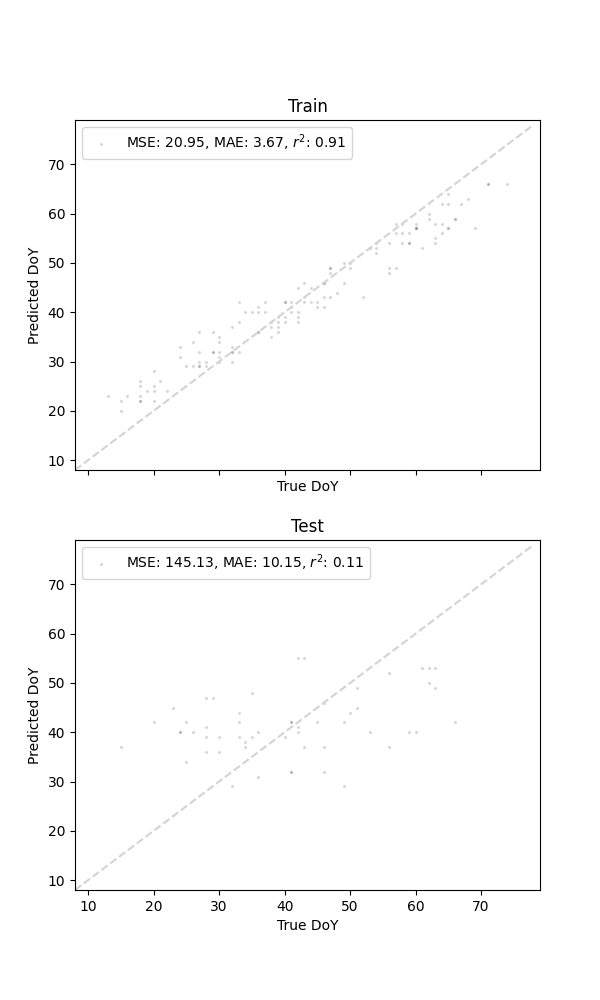 Train
MSE: 20.95, MAE: 3.67, r²: 0.91
70
60
50
40
30
20
10
Predicted DoY
True DoY
Test
MSE: 145.13, MAE: 10.15, r²: 0.11
70
60
50
40
30
20
10
Predicted DoY
10 20 30 40 50 60 70
True DoY